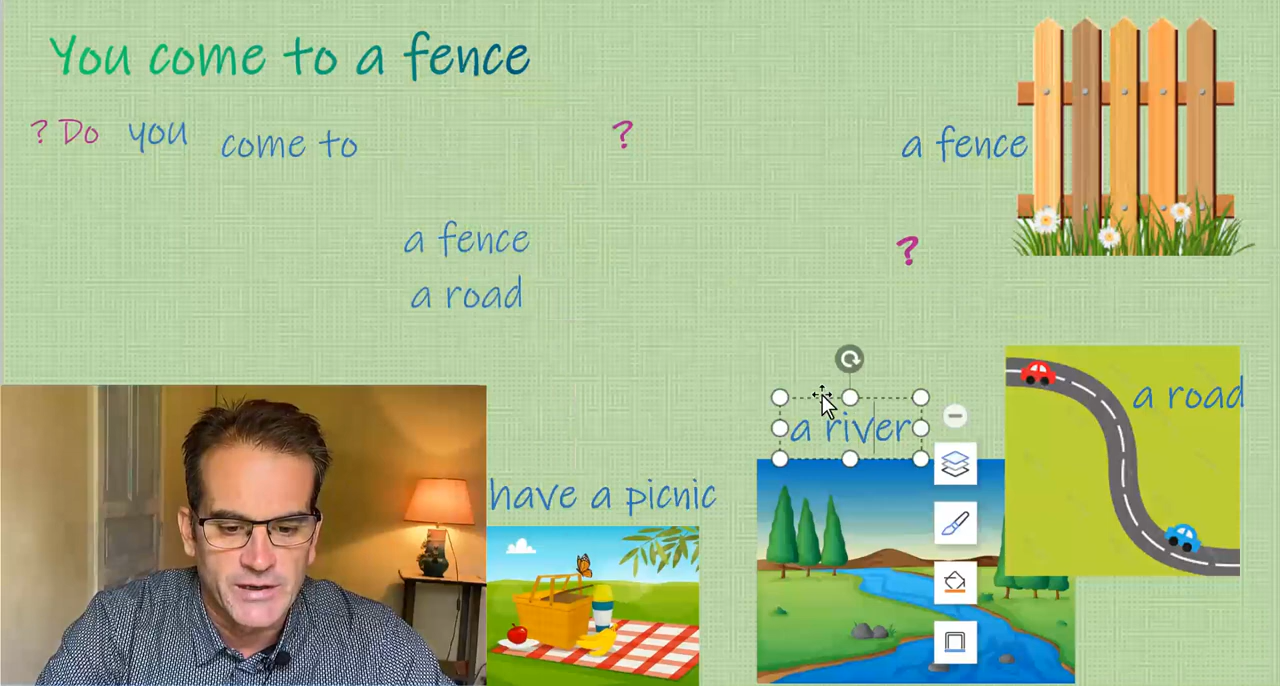 You come to a fence
? Do you come to ? a fence
a fence
?
a road
a road
a river
have a picnic